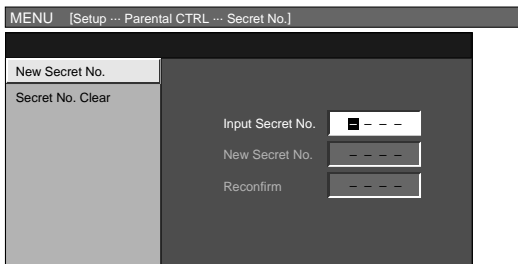 MENU [Setup ··· Parental CTRL ··· Secret No.]
New Secret No.
Secret No. Clear
Input Secret No. – – – –
New Secret No. – – – –
Reconfirm – – – –